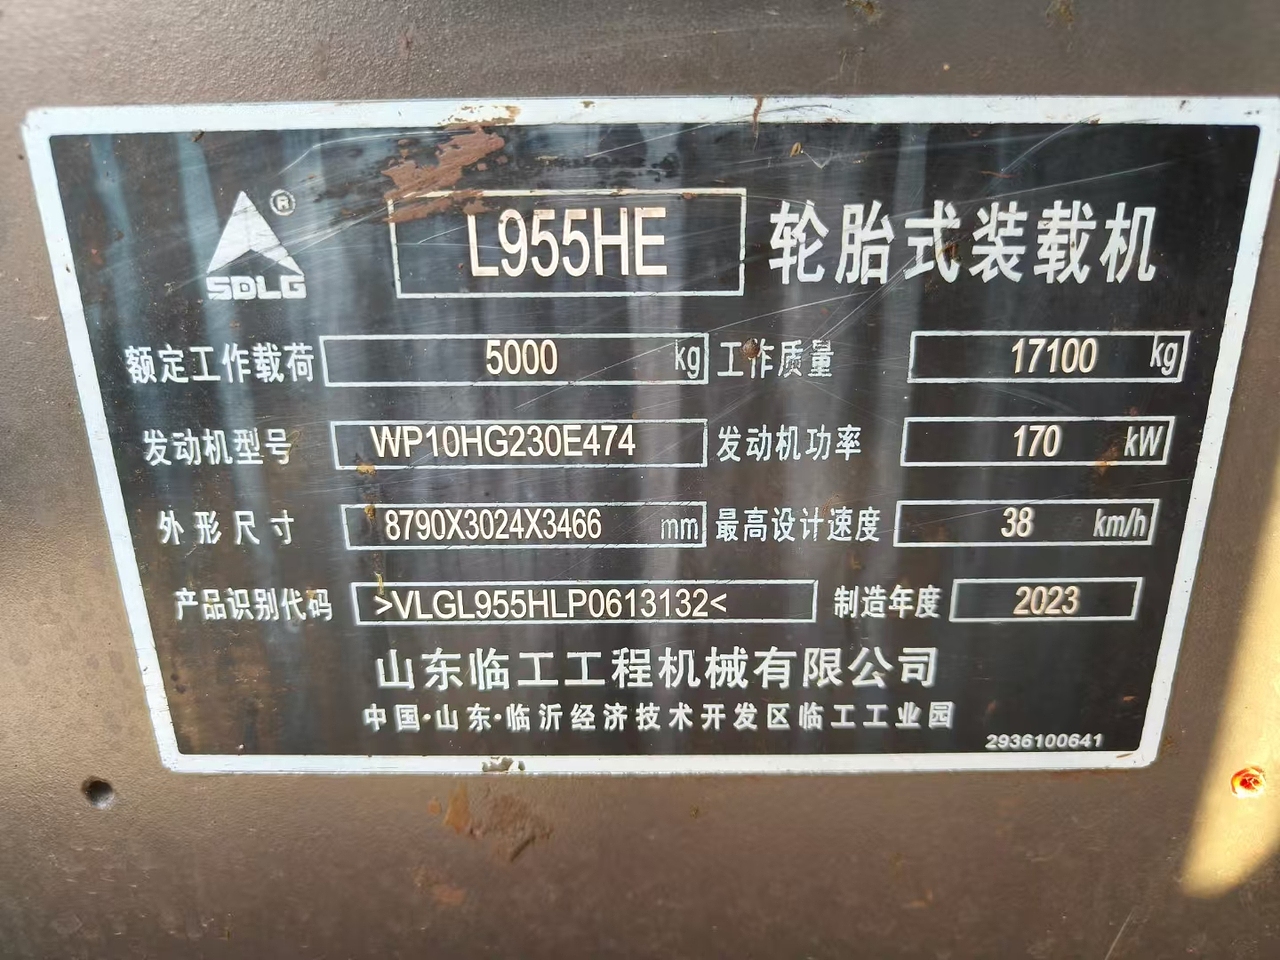 SDLG ® L955HE 轮胎式装载机
额定工作载荷 5000 kg 工作质量 17100 kg
发动机型号 WP10HG230E474 发动机功率 170 kW
外形尺寸 8790X3024X3466 mm 最高设计速度 38 km/h
产品识别代码 >VLGL955HLP0613132< 制造年度 2023
山东临工工程机械有限公司
中国·山东·临沂经济技术开发区临工工业园
2936100641